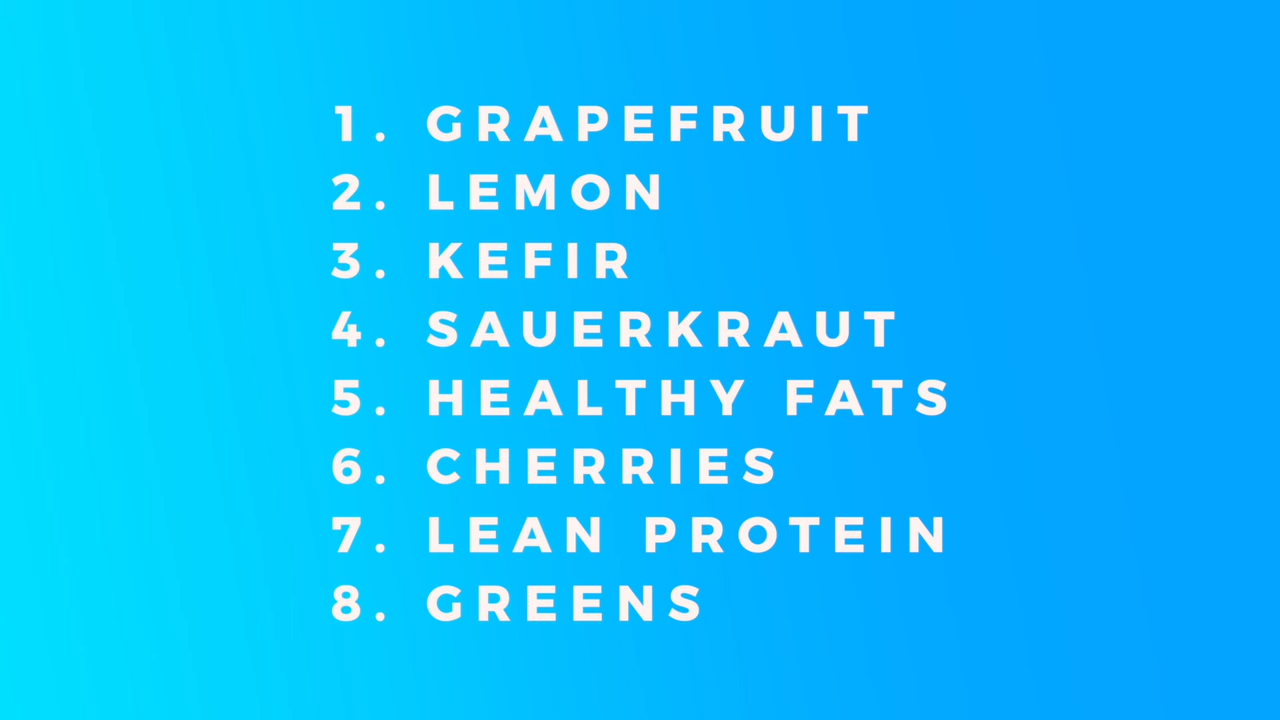 1. GRAPEFRUIT
2. LEMON
3. KEFIR
4. SAUERKRAUT
5. HEALTHY FATS
6. CHERRIES
7. LEAN PROTEIN
8. GREENS